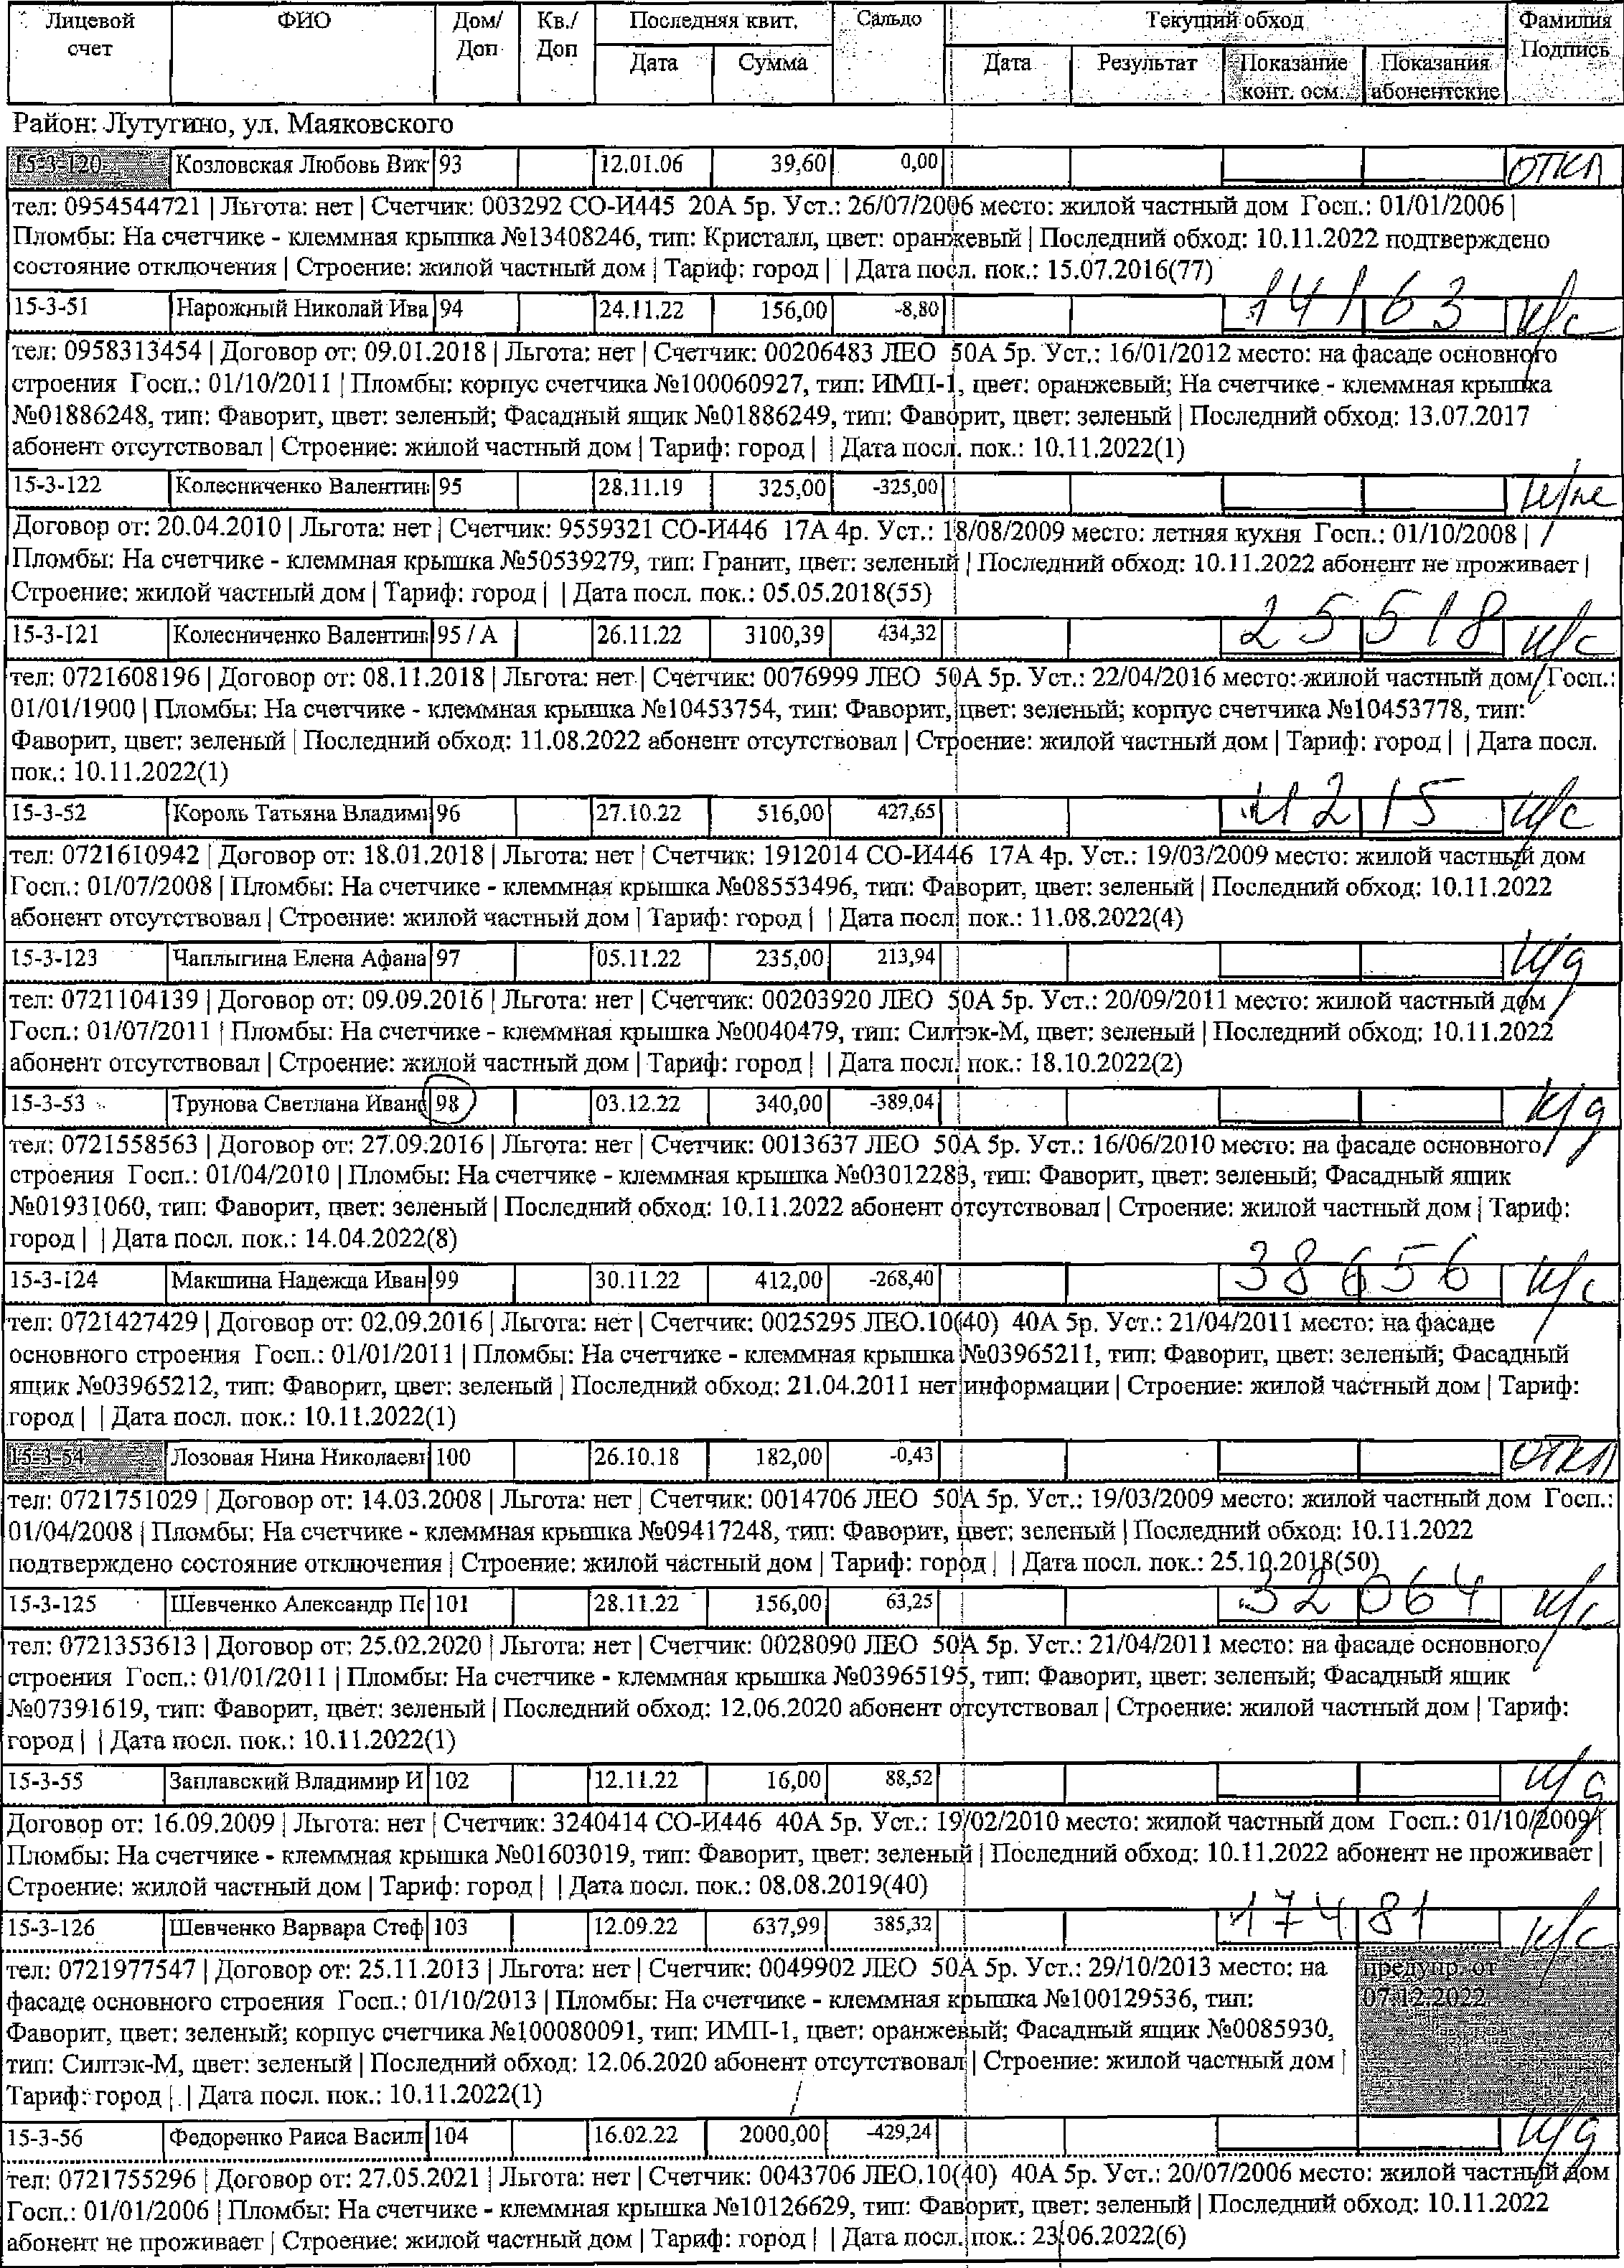 Лицевой счет ФИО Дом/Доп Кв./Доп Последняя квит. Сальдо Текущий обход Фамилия Подпись
Дата Сумма Дата Результат Показание конт. осм. Показания абонентские
Район: Лутугино, ул. Маяковского
15-3-120 Козловская Любовь Вик 93 12.01.06 39,60 0,00 откл
тел: 0954544721 | Льгота: нет | Счетчик: 003292 СО-И445 20А 5р. Уст.: 26/07/2006 место: жилой частный дом Госп.: 01/01/2006 |
Пломбы: На счетчике - клеммная крышка №13408246, тип: Кристалл, цвет: оранжевый | Последний обход: 10.11.2022 подтверждено
состояние отключения | Строение: жилой частный дом | Тариф: город | | Дата посл. пок.: 15.07.2016(77)
15-3-51 Нарожный Николай Ива 94 24.11.22 156,00 -8,80 14163 к/с
тел: 0958313454 | Договор от: 09.01.2018 | Льгота: нет | Счетчик: 00206483 ЛЕО 50А 5р. Уст.: 16/01/2012 место: на фасаде основного
строения Госп.: 01/10/2011 | Пломбы: корпус счетчика №100060927, тип: ИМП-1, цвет: оранжевый; На счетчике - клеммная крышка
№01886248, тип: Фаворит, цвет: зеленый; Фасадный ящик №01886249, тип: Фаворит, цвет: зеленый | Последний обход: 13.07.2017
абонент отсутствовал | Строение: жилой частный дом | Тариф: город | | Дата посл. пок.: 10.11.2022(1)
15-3-122 Колесниченко Валентин 95 28.11.19 325,00 -325,00
Договор от: 20.04.2010 | Льгота: нет | Счетчик: 9559321 СО-И446 17А 4р. Уст.: 18/08/2009 место: летняя кухня Госп.: 01/10/2008 |
Пломбы: На счетчике - клеммная крышка №50539279, тип: Гранит, цвет: зеленый | Последний обход: 10.11.2022 абонент не проживает |
Строение: жилой частный дом | Тариф: город | | Дата посл. пок.: 05.05.2018(55)
15-3-121 Колесниченко Валентин 95 / А 26.11.22 3100,39 434,32 25518 к/с
тел: 0721608196 | Договор от: 08.11.2018 | Льгота: нет | Счетчик: 0076999 ЛЕО 50А 5р. Уст.: 22/04/2016 место: жилой частный дом Госп.:
01/01/1900 | Пломбы: На счетчике - клеммная крышка №10453754, тип: Фаворит, цвет: зеленый; корпус счетчика №10453778, тип:
Фаворит, цвет: зеленый | Последний обход: 11.08.2022 абонент отсутствовал | Строение: жилой частный дом | Тариф: город | | Дата посл.
пок.: 10.11.2022(1)
15-3-52 Король Татьяна Владим 96 27.10.22 516,00 427,65 11215 к/с
тел: 0721610942 | Договор от: 18.01.2018 | Льгота: нет | Счетчик: 1912014 СО-И446 17А 4р. Уст.: 19/03/2009 место: жилой частный дом
Госп.: 01/07/2008 | Пломбы: На счетчике - клеммная крышка №08553496, тип: Фаворит, цвет: зеленый | Последний обход: 10.11.2022
абонент отсутствовал | Строение: жилой частный дом | Тариф: город | | Дата посл. пок.: 11.08.2022(4)
15-3-123 Чаплыгина Елена Афана 97 05.11.22 235,00 213,94 н/д
тел: 0721104139 | Договор от: 09.09.2016 | Льгота: нет | Счетчик: 00203920 ЛЕО 50А 5р. Уст.: 20/09/2011 место: жилой частный дом
Госп.: 01/07/2011 | Пломбы: На счетчике - клеммная крышка №0040479, тип: Силтэк-М, цвет: зеленый | Последний обход: 10.11.2022
абонент отсутствовал | Строение: жилой частный дом | Тариф: город | | Дата посл. пок.: 18.10.2022(2)
15-3-53 Трунова Светлана Ивано 98 03.12.22 340,00 -389,04 н/д
тел: 0721558563 | Договор от: 27.09.2016 | Льгота: нет | Счетчик: 0013637 ЛЕО 50А 5р. Уст.: 16/06/2010 место: на фасаде основного
строения Госп.: 01/04/2010 | Пломбы: На счетчике - клеммная крышка №03012283, тип: Фаворит, цвет: зеленый; Фасадный ящик
№01931060, тип: Фаворит, цвет: зеленый | Последний обход: 10.11.2022 абонент отсутствовал | Строение: жилой частный дом | Тариф:
город | | Дата посл. пок.: 14.04.2022(8)
15-3-124 Макшина Надежда Иван 99 30.11.22 412,00 -268,40 38656 к/с
тел: 0721427429 | Договор от: 02.09.2016 | Льгота: нет | Счетчик: 0025295 ЛЕО.10(40) 40А 5р. Уст.: 21/04/2011 место: на фасаде
основного строения Госп.: 01/01/2011 | Пломбы: На счетчике - клеммная крышка №03965211, тип: Фаворит, цвет: зеленый; Фасадный
ящик №03965212, тип: Фаворит, цвет: зеленый | Последний обход: 21.04.2011 нет информации | Строение: жилой частный дом | Тариф:
город | | Дата посл. пок.: 10.11.2022(1)
15-3-54 Лозовая Нина Николаев 100 26.10.18 182,00 -0,43 откл
тел: 0721751029 | Договор от: 14.03.2008 | Льгота: нет | Счетчик: 0014706 ЛЕО 50А 5р. Уст.: 19/03/2009 место: жилой частный дом Госп.:
01/04/2008 | Пломбы: На счетчике - клеммная крышка №09417248, тип: Фаворит, цвет: зеленый | Последний обход: 10.11.2022
подтверждено состояние отключения | Строение: жилой частный дом | Тариф: город | | Дата посл. пок.: 25.10.2018(50)
15-3-125 Шевченко Александр Пе 101 28.11.22 156,00 63,25 32064 к/с
тел: 0721353613 | Договор от: 25.02.2020 | Льгота: нет | Счетчик: 0028090 ЛЕО 50А 5р. Уст.: 21/04/2011 место: на фасаде основного
строения Госп.: 01/01/2011 | Пломбы: На счетчике - клеммная крышка №03965195, тип: Фаворит, цвет: зеленый; Фасадный ящик
№07391619, тип: Фаворит, цвет: зеленый | Последний обход: 12.06.2020 абонент отсутствовал | Строение: жилой частный дом | Тариф:
город | | Дата посл. пок.: 10.11.2022(1)
15-3-55 Заплавский Владимир И 102 12.11.22 16,00 88,52 н/д
Договор от: 16.09.2009 | Льгота: нет | Счетчик: 3240414 СО-И446 40А 5р. Уст.: 19/02/2010 место: жилой частный дом Госп.: 01/10/2009 |
Пломбы: На счетчике - клеммная крышка №01603019, тип: Фаворит, цвет: зеленый | Последний обход: 10.11.2022 абонент не проживает |
Строение: жилой частный дом | Тариф: город | | Дата посл. пок.: 08.08.2019(40)
15-3-126 Шевченко Варвара Стеф 103 12.09.22 637,99 385,32 17481 к/с
тел: 0721977547 | Договор от: 25.11.2013 | Льгота: нет | Счетчик: 0049902 ЛЕО 50А 5р. Уст.: 29/10/2013 место: на предупр. от
фасаде основного строения Госп.: 01/10/2013 | Пломбы: На счетчике - клеммная крышка №100129536, тип: 07.12.2022
Фаворит, цвет: зеленый; корпус счетчика №100080091, тип: ИМП-1, цвет: оранжевый; Фасадный ящик №0085930,
тип: Силтэк-М, цвет: зеленый | Последний обход: 12.06.2020 абонент отсутствовал | Строение: жилой частный дом |
Тариф: город | | Дата посл. пок.: 10.11.2022(1)
15-3-56 Федоренко Раиса Васил 104 16.02.22 2000,00 -429,24 н/д
тел: 0721755296 | Договор от: 27.05.2021 | Льгота: нет | Счетчик: 0043706 ЛЕО.10(40) 40А 5р. Уст.: 20/07/2006 место: жилой частный дом
Госп.: 01/01/2006 | Пломбы: На счетчике - клеммная крышка №10126629, тип: Фаворит, цвет: зеленый | Последний обход: 10.11.2022
абонент не проживает | Строение: жилой частный дом | Тариф: город | | Дата посл. пок.: 23.06.2022(6)